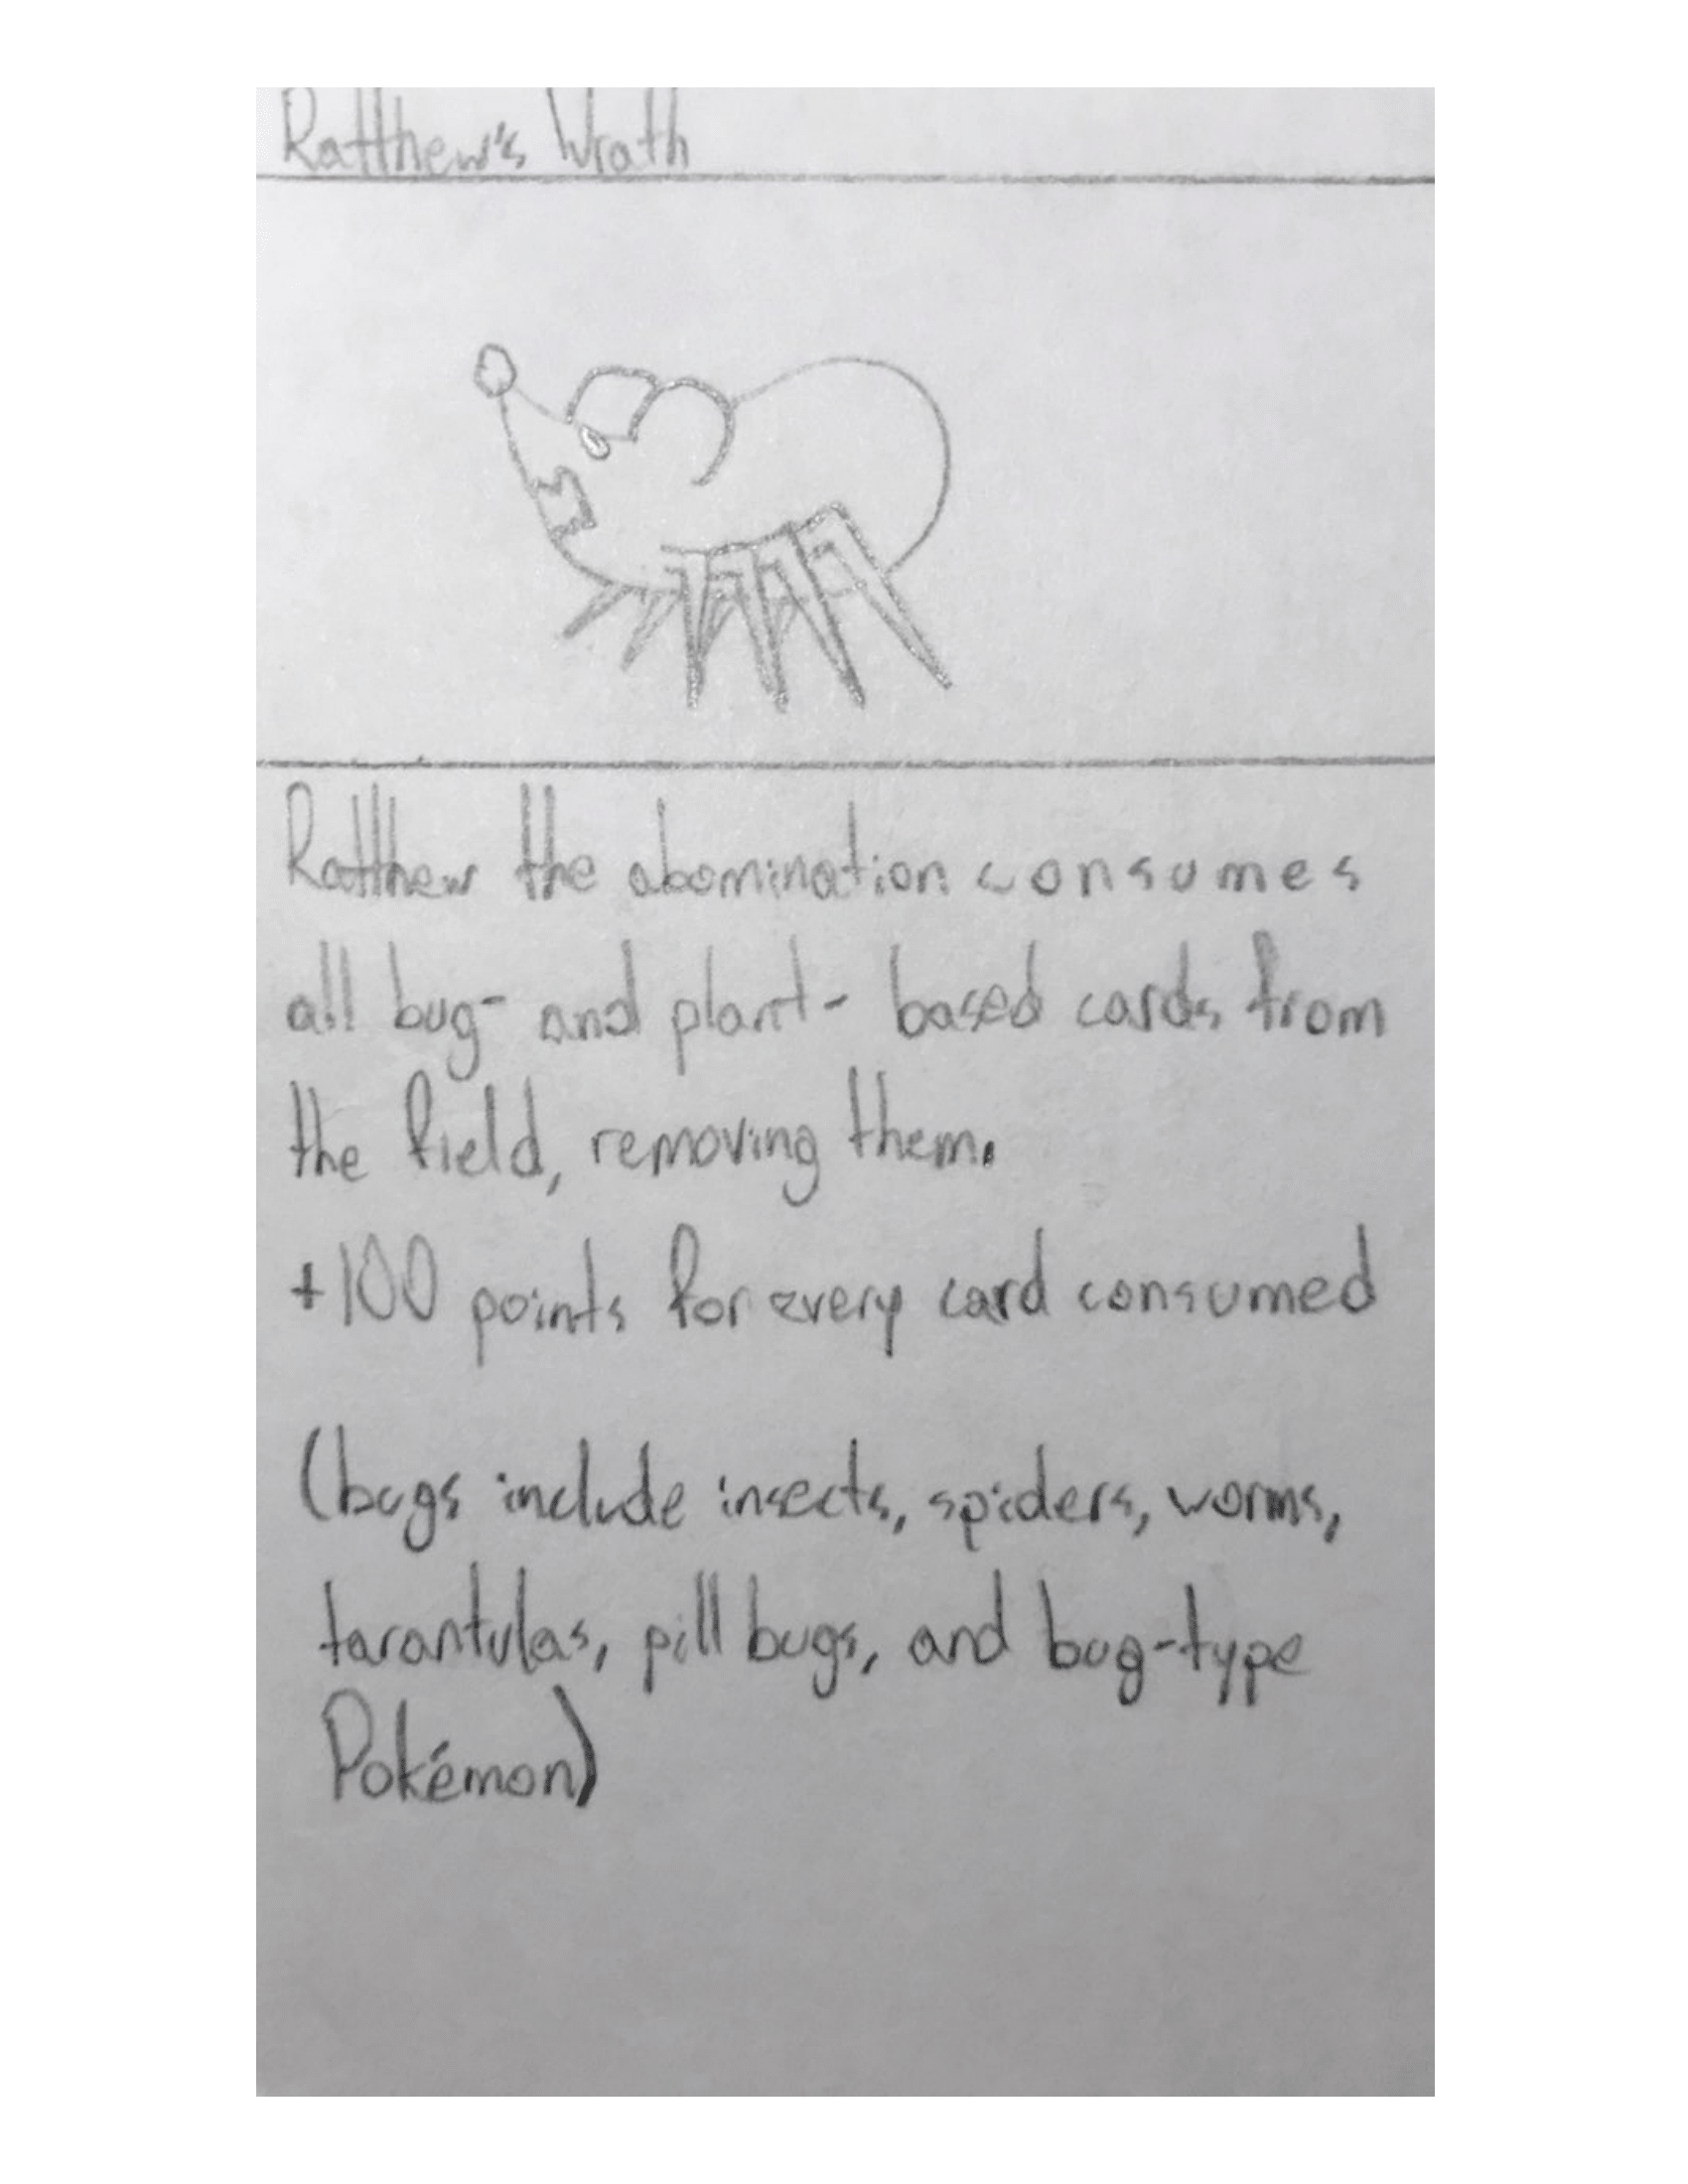 Ratthew's Wrath
Ratthew the abomination consumes
all bug- and plant- based cards from
the field, removing them.
+100 points for every card consumed
(bugs include insects, spiders, worms,
tarantulas, pill bugs, and bug-type
Pokémon)